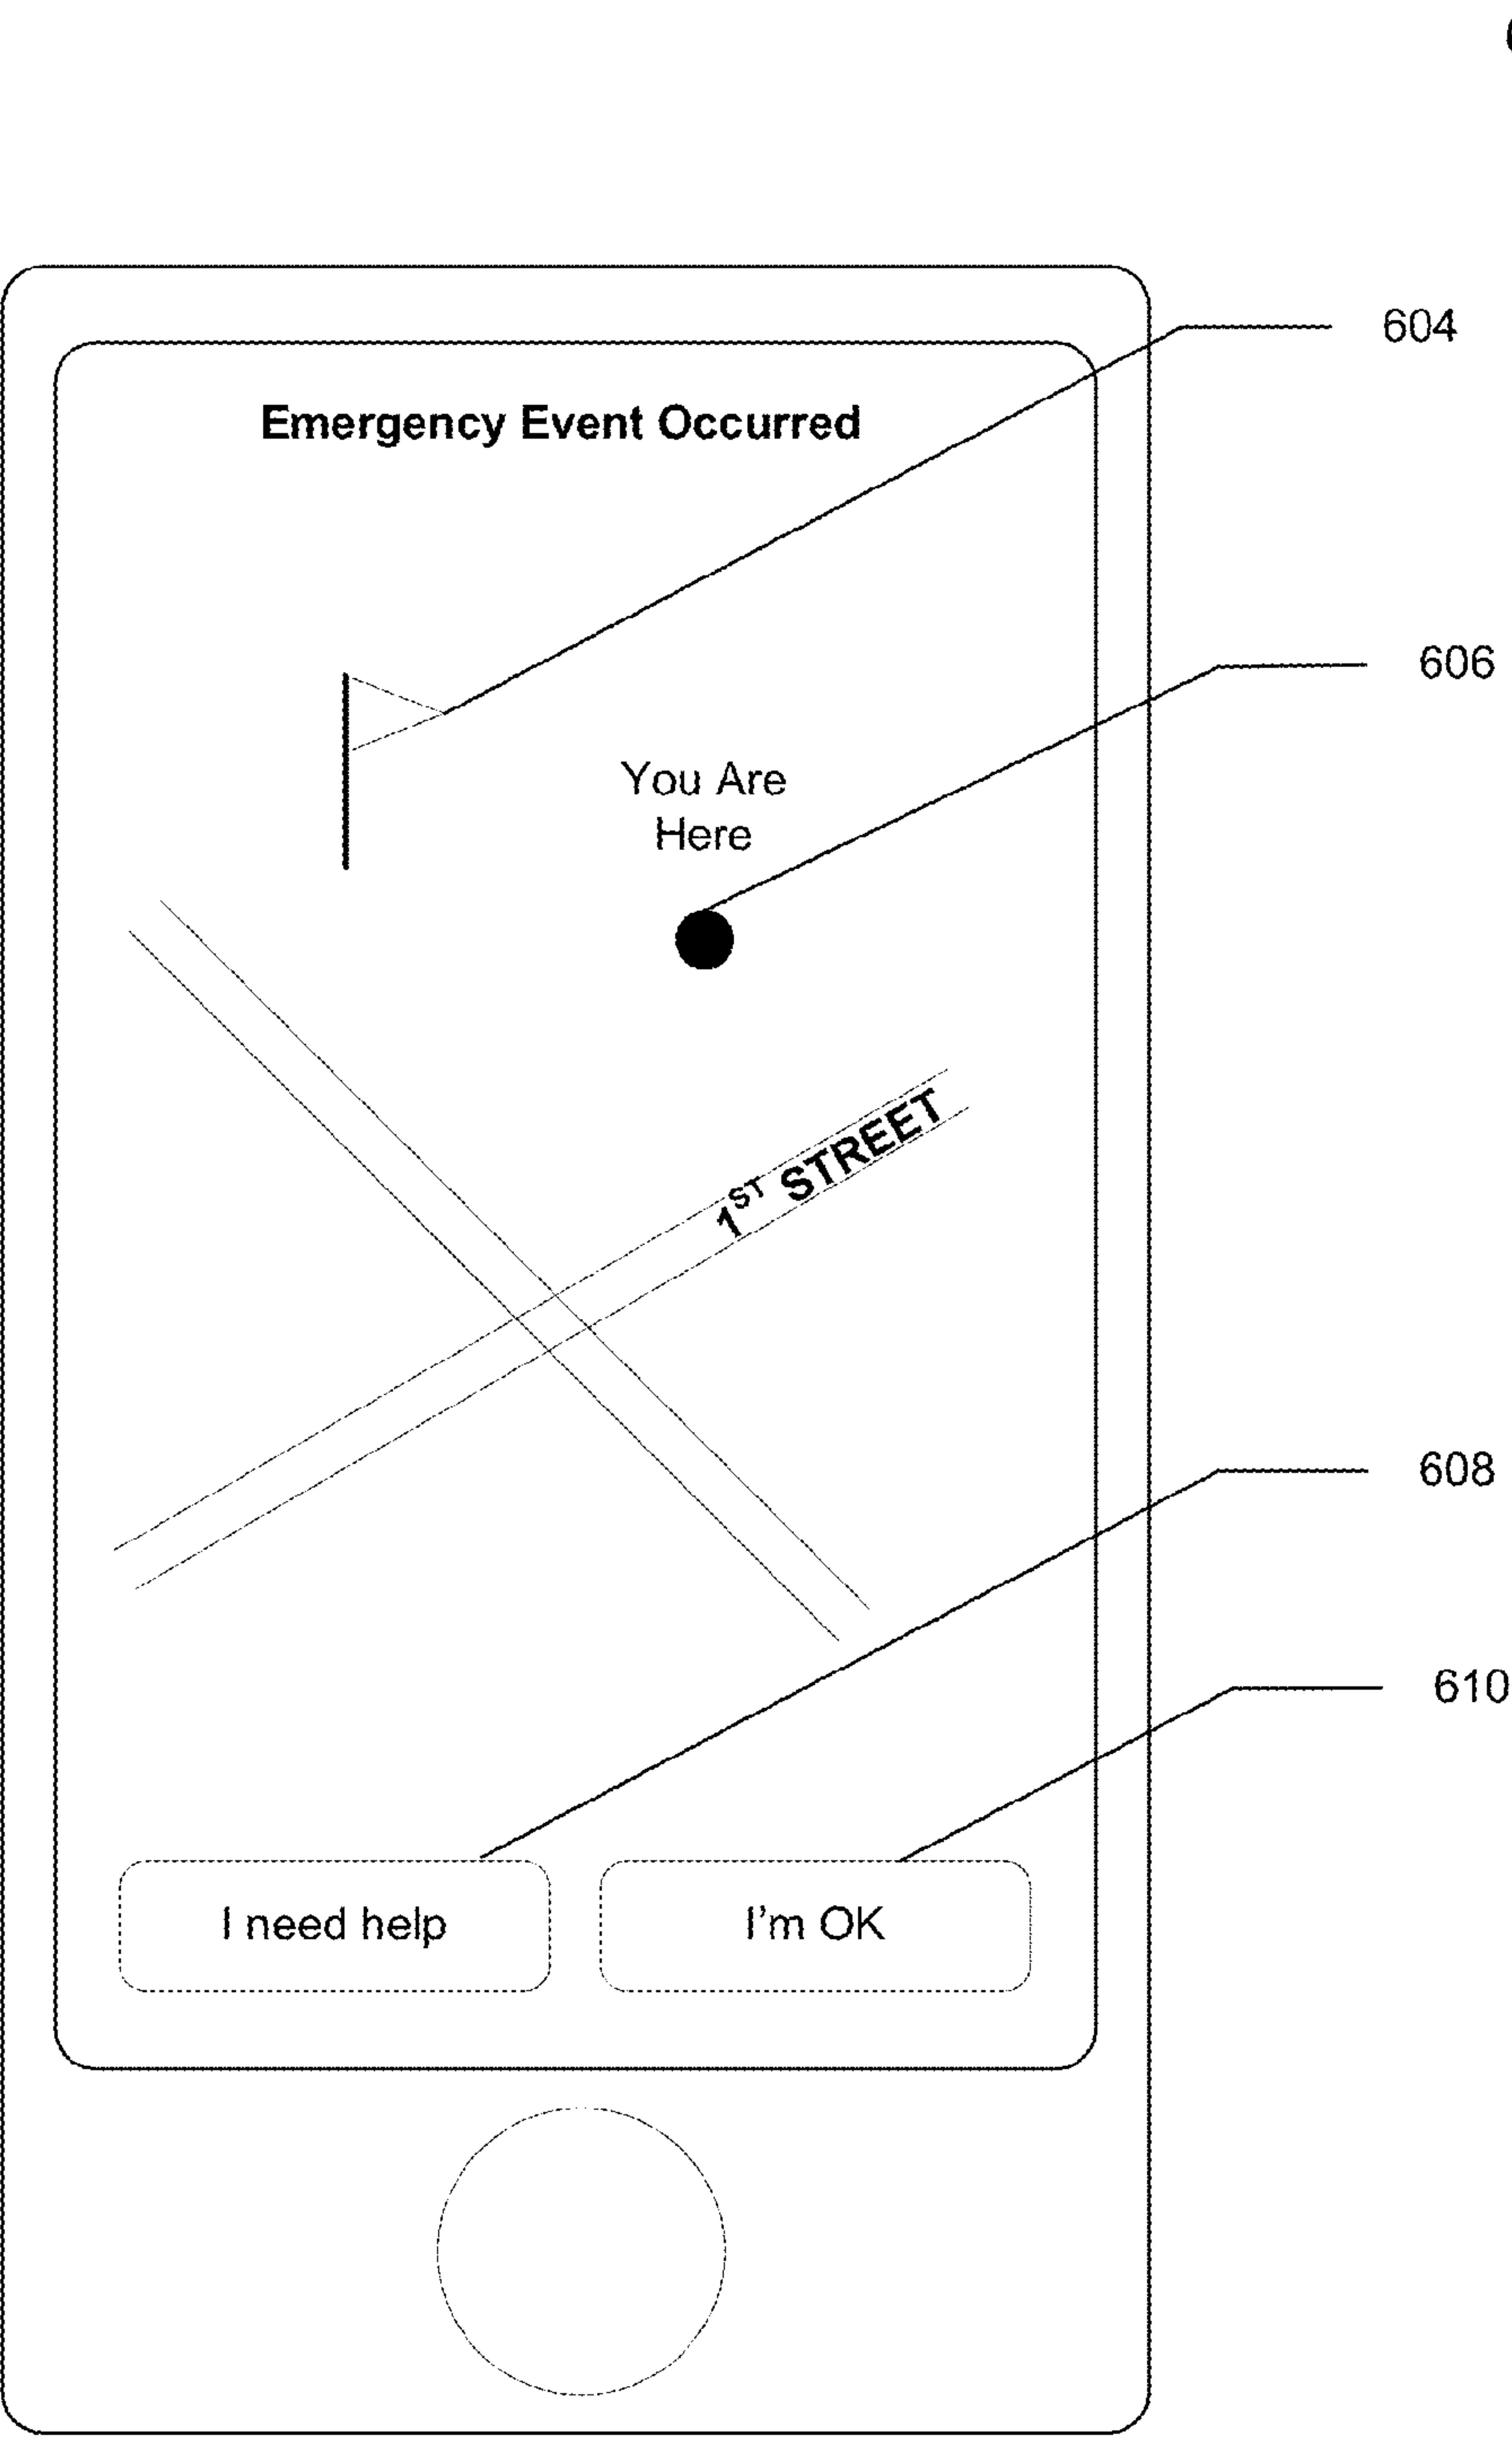 604
Emergency Event Occurred
606
You Are
Here
1ST STREET
608
610
I need help
I'm OK